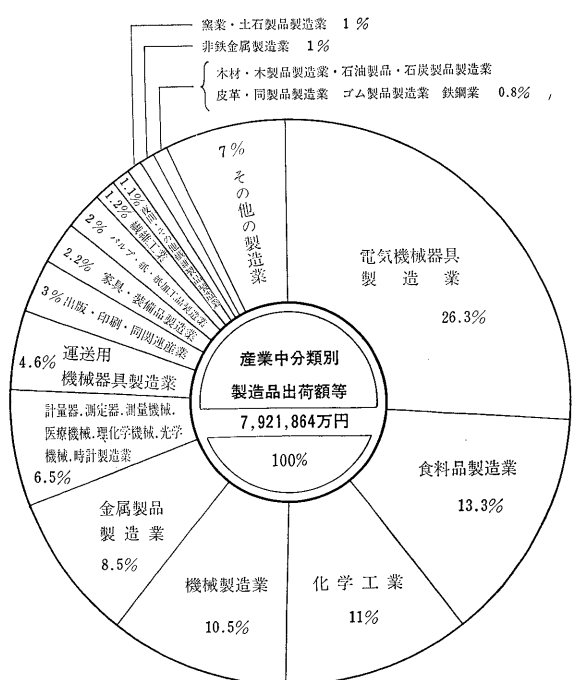 窯業・土石製品製造業 1%
非鉄金属製造業 1%
木材・木製品製造業・石油製品・石炭製品製造業
皮革・同製品製造業 ゴム製品製造業 鉄鋼業 0.8%
7%
その他の製造業
電気機械器具
製造業
26.3%
食料品製造業
13.3%
化学工業
11%
機械製造業
10.5%
金属製品
製造業
8.5%
計量器.測定器.測量機械.
医療機械.理化学機械.光学
機械.時計製造業
6.5%
4.6% 運送用
機械器具製造業
3% 出版・印刷・同関連産業
2.2% 家具・装備品製造業
2% パルプ・紙・紙加工品製造業
1.2% 繊維工業
1.1%
産業中分類別
製造品出荷額等
7,921,864万円
100%